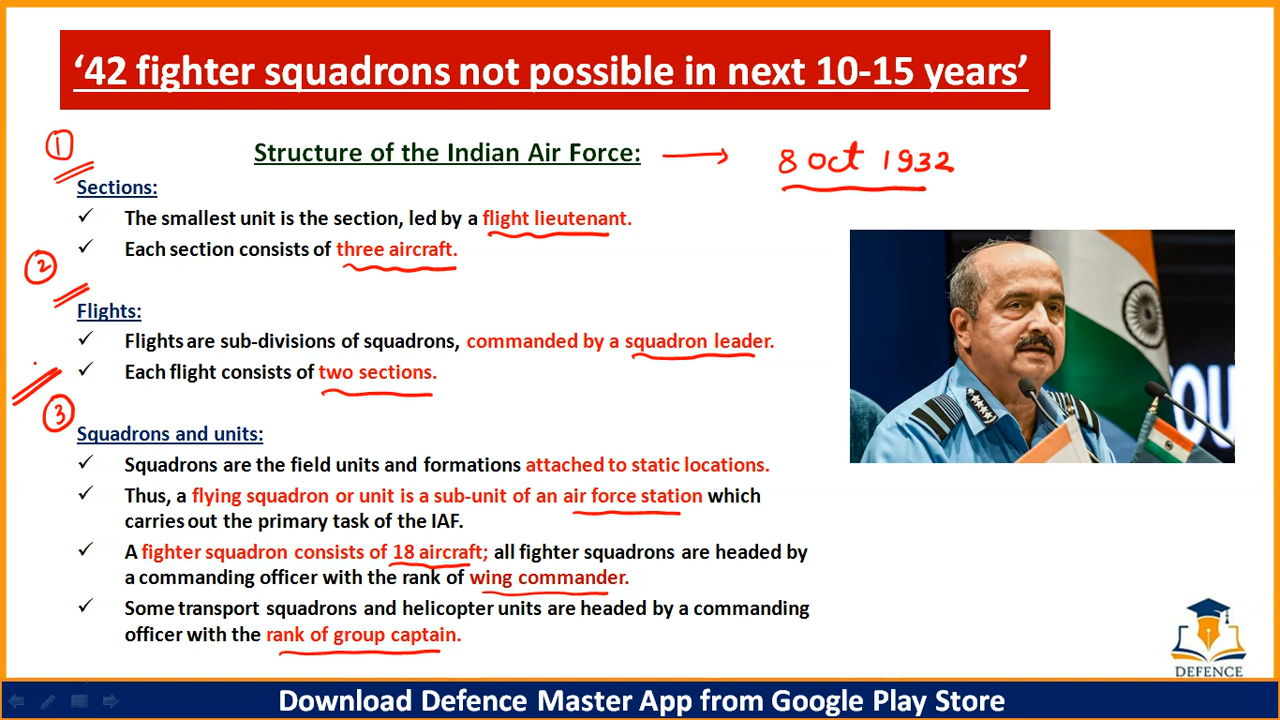 ‘42 fighter squadrons not possible in next 10-15 years’
Structure of the Indian Air Force: 8 Oct 1932
1
Sections:
✓ The smallest unit is the section, led by a flight lieutenant.
✓ Each section consists of three aircraft.
2
Flights:
✓ Flights are sub-divisions of squadrons, commanded by a squadron leader.
✓ Each flight consists of two sections.
3
Squadrons and units:
✓ Squadrons are the field units and formations attached to static locations.
✓ Thus, a flying squadron or unit is a sub-unit of an air force station which
carries out the primary task of the IAF.
✓ A fighter squadron consists of 18 aircraft; all fighter squadrons are headed by
a commanding officer with the rank of wing commander.
✓ Some transport squadrons and helicopter units are headed by a commanding
officer with the rank of group captain.
OU
DEFENCE
Download Defence Master App from Google Play Store